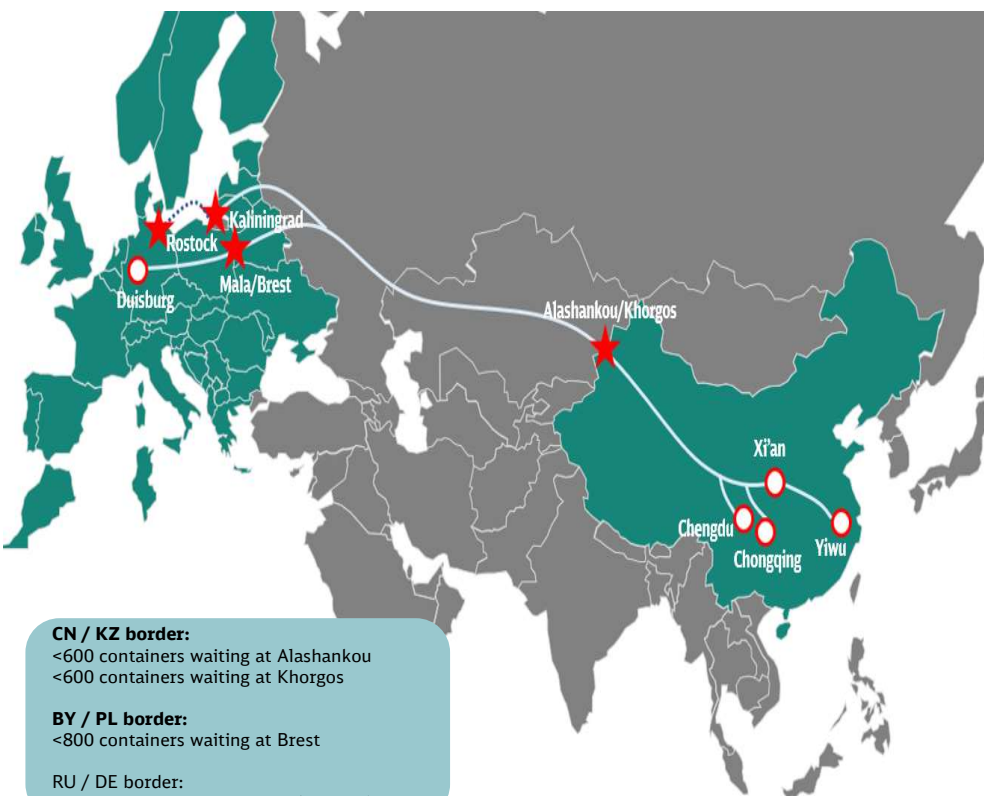 Kaliningrad
Rostock
Mala/Brest
Duisburg
Alashankou/Khorgos
Xi'an
Chengdu
Chongqing
Yiwu
CN / KZ border:
<600 containers waiting at Alashankou
<600 containers waiting at Khorgos
BY / PL border:
<800 containers waiting at Brest
RU / DE border: